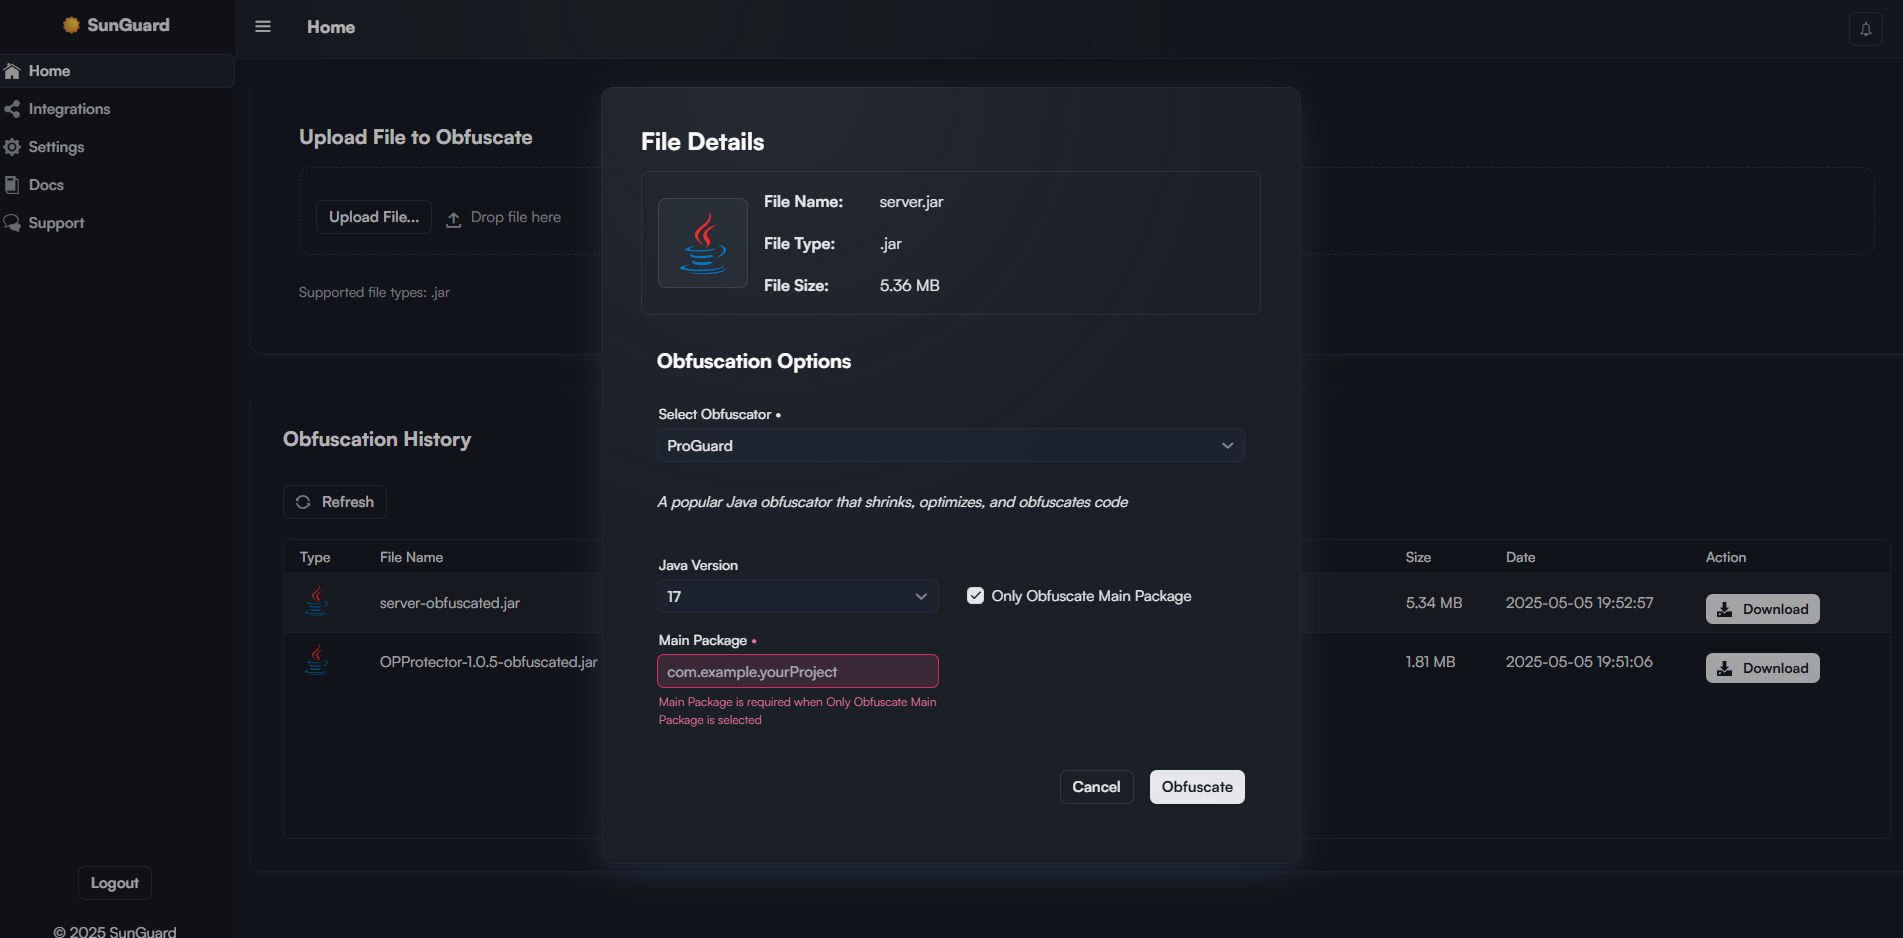 SunGuard
Home
Integrations
Settings
Docs
Support
Logout
© 2025 SunGuard
Home
Upload File to Obfuscate
Upload File...
Drop file here
Supported file types: .jar
Obfuscation History
Refresh
Type File Name Size Date Action
server-obfuscated.jar 5.34 MB 2025-05-05 19:52:57 Download
OPProtector-1.0.5-obfuscated.jar 1.81 MB 2025-05-05 19:51:06 Download
File Details
File Name: server.jar
File Type: .jar
File Size: 5.36 MB
Obfuscation Options
Select Obfuscator •
ProGuard
A popular Java obfuscator that shrinks, optimizes, and obfuscates code
Java Version
17
Only Obfuscate Main Package
Main Package •
com.example.yourProject
Main Package is required when Only Obfuscate Main
Package is selected
Cancel Obfuscate